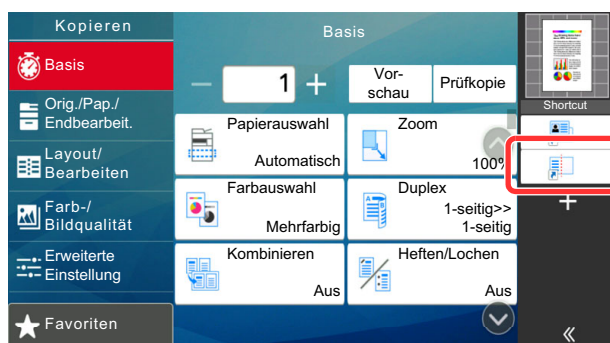 Kopieren
Basis
Orig./Pap./
Endbearbeit.
Layout/
Bearbeiten
Farb-/
Bildqualität
Erweiterte
Einstellung
Favoriten
Basis
1
Vor-
schau
Prüfkopie
Papierauswahl
Automatisch
Zoom
100%
Farbauswahl
Mehrfarbig
Duplex
1-seitig>>
1-seitig
Kombinieren
Aus
Heften/Lochen
Aus
Shortcut